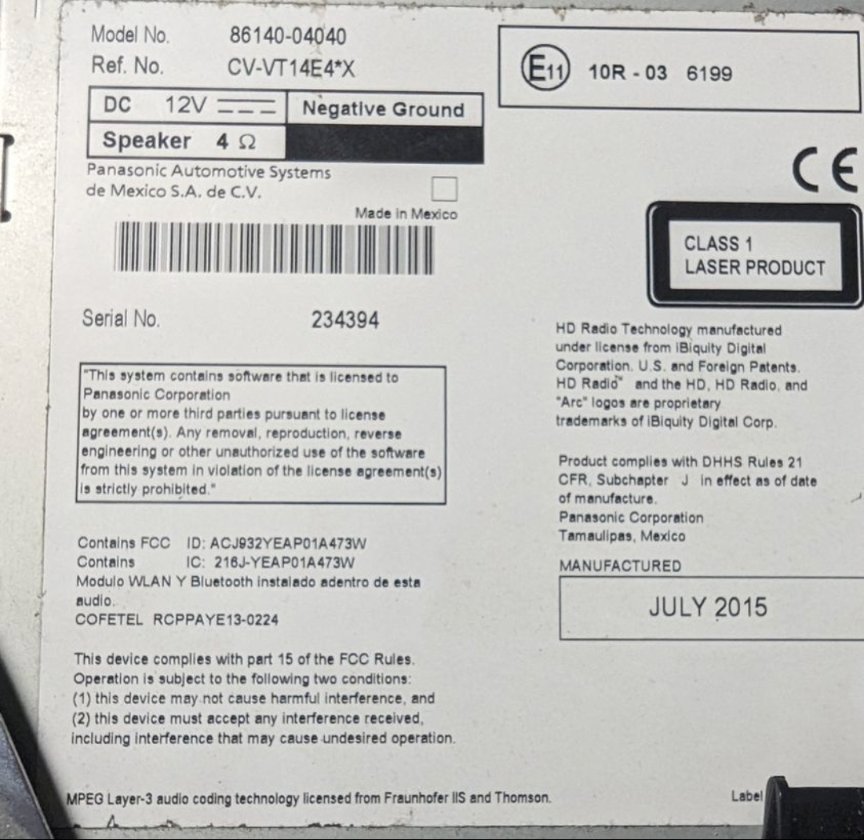 Model No. 86140-04040
Ref. No. CV-VT14E4*X
DC 12V
Negative Ground
Speaker 4 Ω
Panasonic Automotive Systems
de Mexico S.A. de C.V.
Made in Mexico
Serial No. 234394
"This system contains software that is licensed to
Panasonic Corporation
by one or more third parties pursuant to license
agreement(s). Any removal, reproduction, reverse
engineering or other unauthorized use of the software
from this system in violation of the license agreement(s)
is strictly prohibited."
Contains FCC ID: ACJ932YEAP01A473W
Contains IC: 216J-YEAP01A473W
Modulo WLAN Y Bluetooth instalado adentro de esta
audio.
COFETEL RCPPAYE13-0224
This device complies with part 15 of the FCC Rules.
Operation is subject to the following two conditions:
(1) this device may not cause harmful interference, and
(2) this device must accept any interference received,
including interference that may cause undesired operation.
MPEG Layer-3 audio coding technology licensed from Fraunhofer IIS and Thomson.
E11 10R - 03 6199
CE
CLASS 1
LASER PRODUCT
HD Radio Technology manufactured
under license from iBiquity Digital
Corporation. U.S. and Foreign Patents.
HD Radio™ and the HD, HD Radio, and
"Arc" logos are proprietary
trademarks of iBiquity Digital Corp.
Product complies with DHHS Rules 21
CFR, Subchapter J in effect as of date
of manufacture.
Panasonic Corporation
Tamaulipas, Mexico
MANUFACTURED
JULY 2015
Label